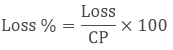 Loss % = Loss/CP × 100